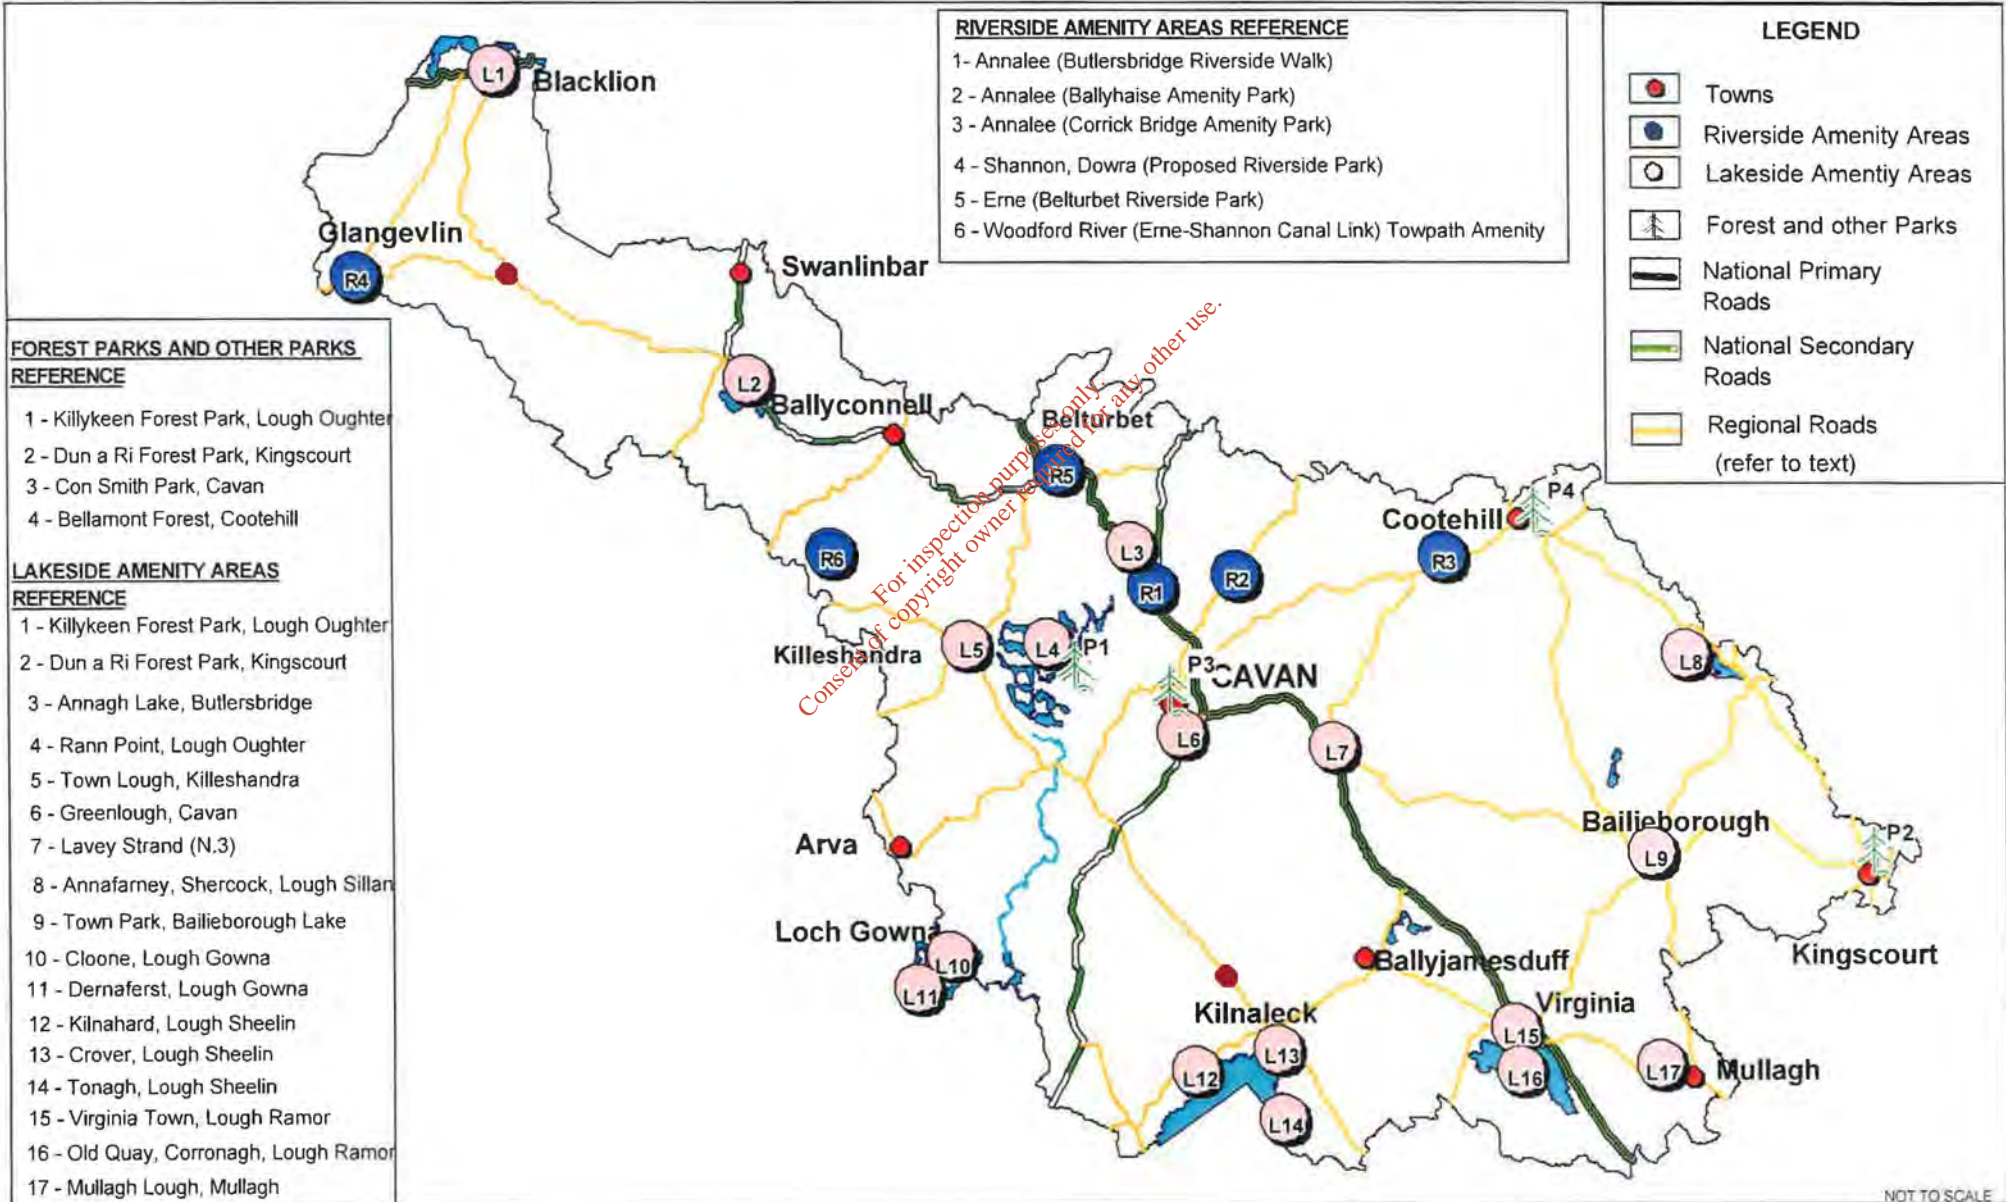 RIVERSIDE AMENITY AREAS REFERENCE
1- Annalee (Butlersbridge Riverside Walk)
2 - Annalee (Ballyhaise Amenity Park)
3 - Annalee (Corrick Bridge Amenity Park)
4 - Shannon, Dowra (Proposed Riverside Park)
5 - Erne (Belturbet Riverside Park)
6 - Woodford River (Erne-Shannon Canal Link) Towpath Amenity
LEGEND
Towns
Riverside Amenity Areas
Lakeside Amentiy Areas
Forest and other Parks
National Primary
Roads
National Secondary
Roads
Regional Roads
(refer to text)
FOREST PARKS AND OTHER PARKS
REFERENCE
1 - Killykeen Forest Park, Lough Oughter
2 - Dun a Ri Forest Park, Kingscourt
3 - Con Smith Park, Cavan
4 - Bellamont Forest, Cootehill
LAKESIDE AMENITY AREAS
REFERENCE
1 - Killykeen Forest Park, Lough Oughter
2 - Dun a Ri Forest Park, Kingscourt
3 - Annagh Lake, Butlersbridge
4 - Rann Point, Lough Oughter
5 - Town Lough, Killeshandra
6 - Greenlough, Cavan
7 - Lavey Strand (N.3)
8 - Annafarney, Shercock, Lough Sillan
9 - Town Park, Bailieborough Lake
10 - Cloone, Lough Gowna
11 - Dernaferst, Lough Gowna
12 - Kilnahard, Lough Sheelin
13 - Crover, Lough Sheelin
14 - Tonagh, Lough Sheelin
15 - Virginia Town, Lough Ramor
16 - Old Quay, Corronagh, Lough Ramor
17 - Mullagh Lough, Mullagh
L1
Blacklion
Glangevlin
R4
Swanlinbar
L2
Ballyconnell
Belturbet
R5
P4
Cootehill
L3
R3
R6
R2
R1
L5
L4
P1
Killeshandra
P3
CAVAN
L8
L6
L7
Bailieborough
P2
Arva
L9
Loch Gowna
L10
L11
Ballyjamesduff
Kingscourt
Kilnaleck
Virginia
L15
L13
L12
L16
L17
Mullagh
L14
For inspection purposes only.
Consent of copyright owner required for any other use.
NOT TO SCALE